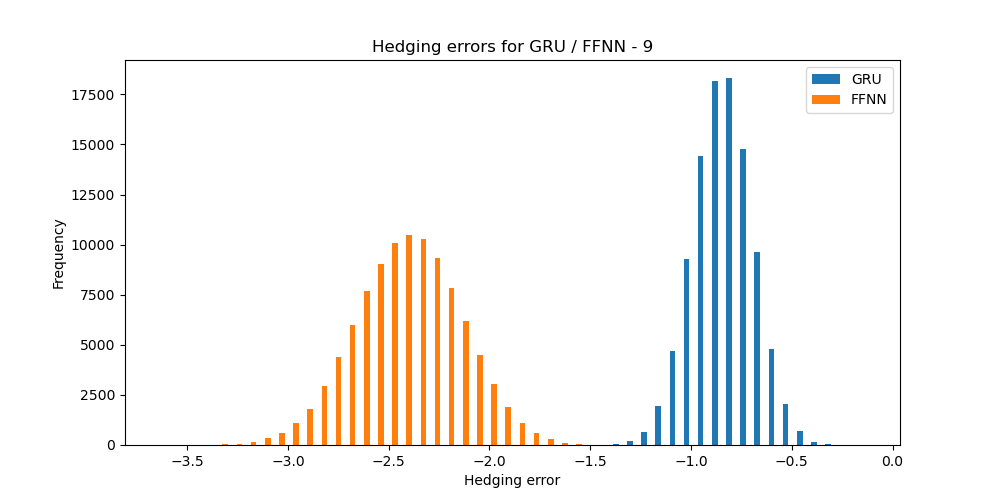 Hedging errors for GRU / FFNN - 9
GRU
FFNN
17500
15000
12500
10000
7500
5000
2500
0
Frequency
−3.5 −3.0 −2.5 −2.0 −1.5 −1.0 −0.5 0.0
Hedging error